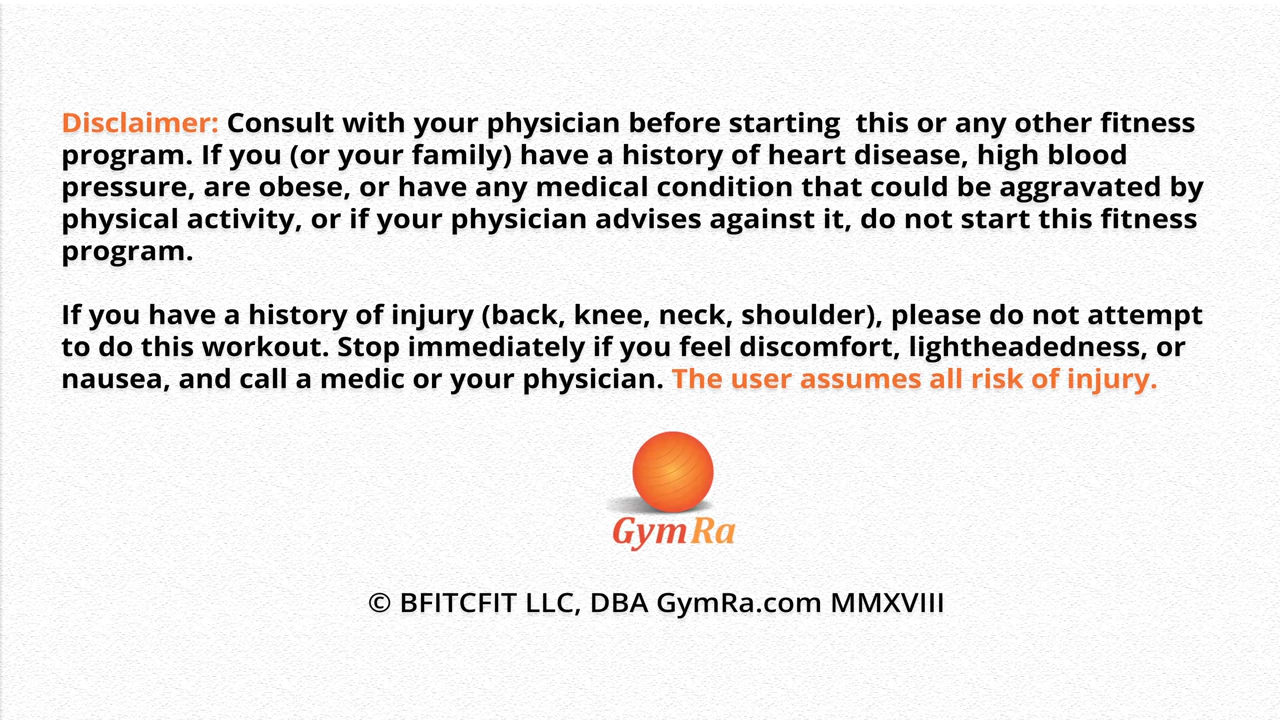 Disclaimer: Consult with your physician before starting  this or any other fitness
program. If you (or your family) have a history of heart disease, high blood
pressure, are obese, or have any medical condition that could be aggravated by
physical activity, or if your physician advises against it, do not start this fitness
program.
If you have a history of injury (back, knee, neck, shoulder), please do not attempt
to do this workout. Stop immediately if you feel discomfort, lightheadedness, or
nausea, and call a medic or your physician. The user assumes all risk of injury.
GymRa
© BFITCFIT LLC, DBA GymRa.com MMXVIII